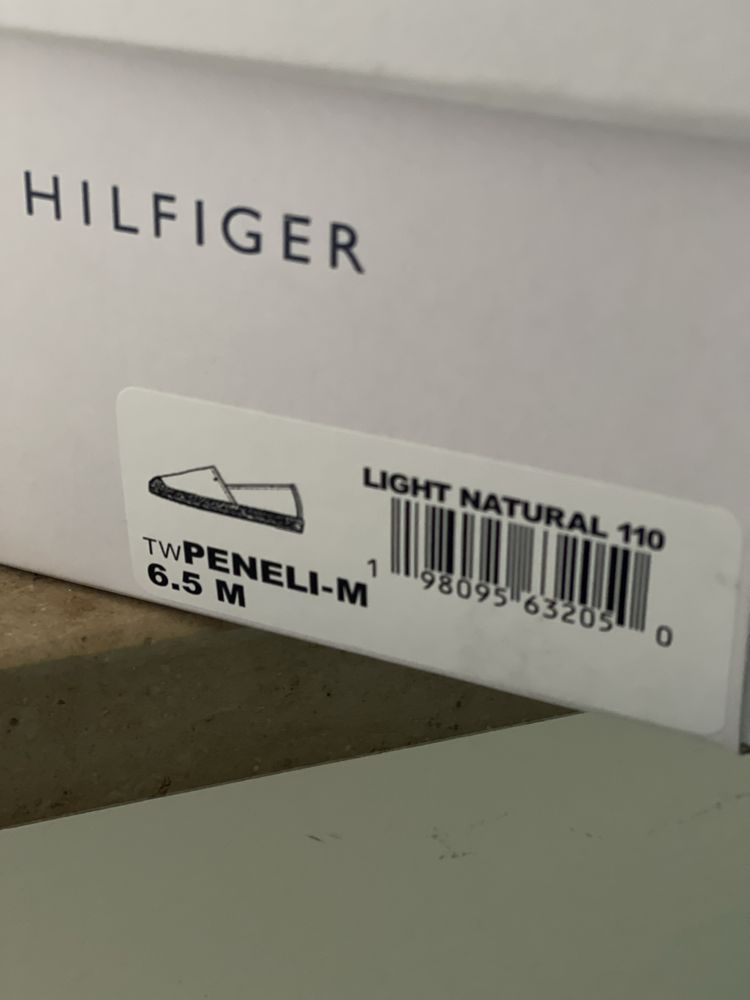 HILFIGER
LIGHT NATURAL 110
TWPENELI-M
6.5 M
1 98095 63205 0